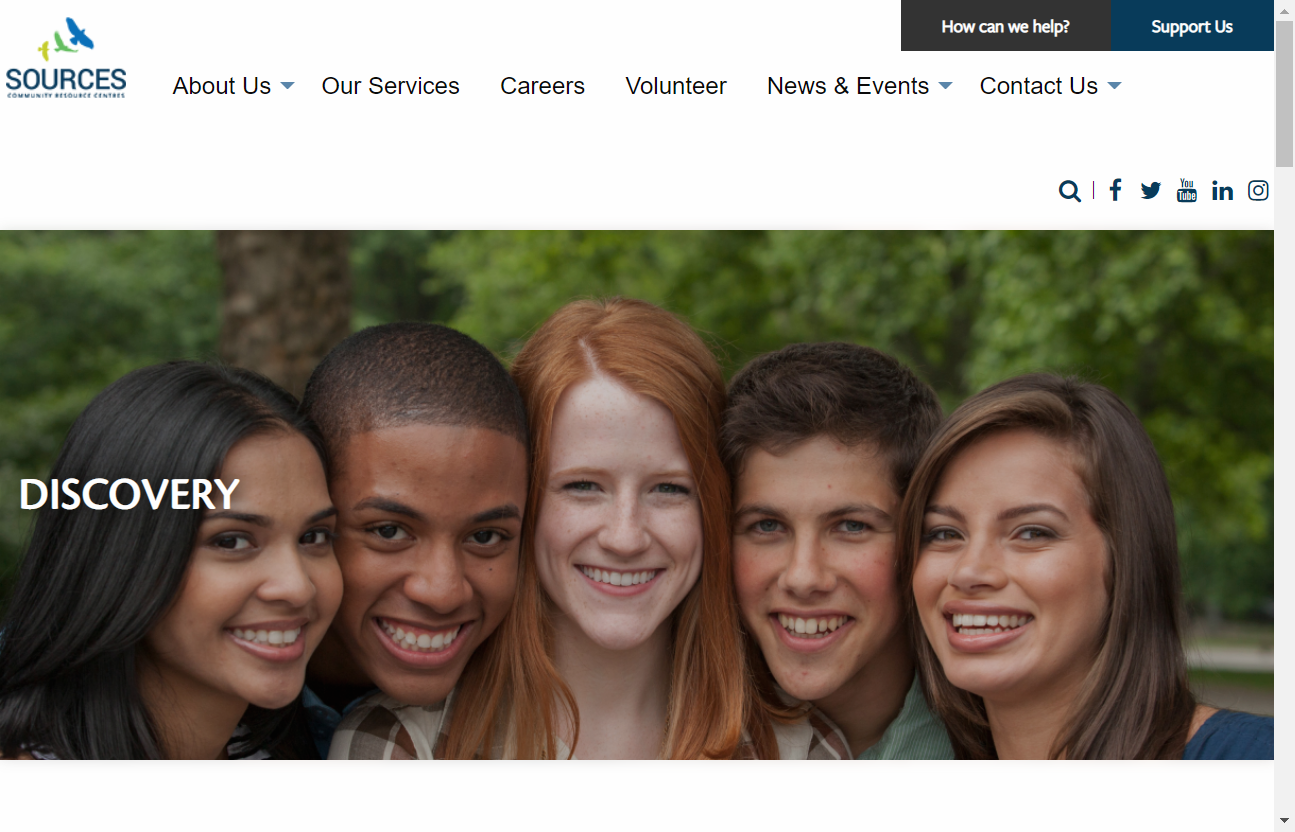 How can we help?
Support Us
SOURCES
COMMUNITY RESOURCE CENTRES
About Us
Our Services
Careers
Volunteer
News & Events
Contact Us
You
Tube
in
DISCOVERY